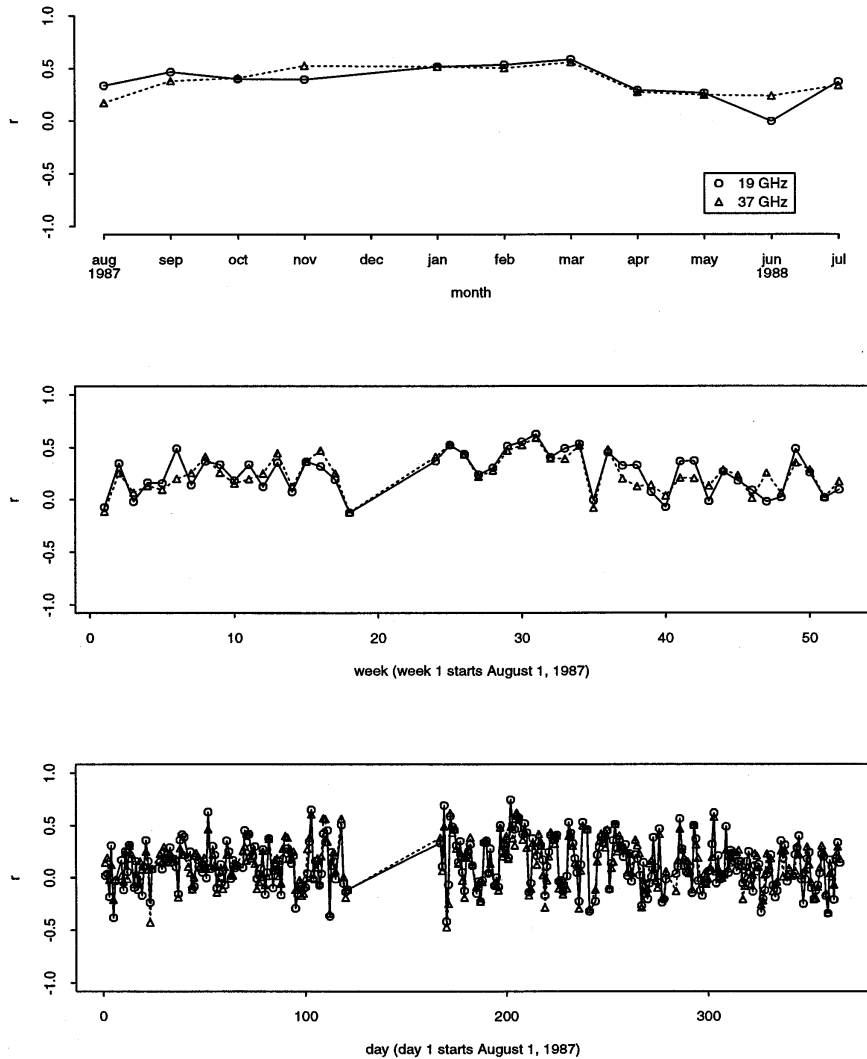 1.0
0.5
0.0
-0.5
-1.0
r
19 GHz
37 GHz
aug sep oct nov dec jan feb mar apr may jun jul
1987 1988
month
1.0
0.5
0.0
-0.5
-1.0
r
0 10 20 30 40 50
week (week 1 starts August 1, 1987)
1.0
0.5
0.0
-0.5
-1.0
r
0 100 200 300
day (day 1 starts August 1, 1987)